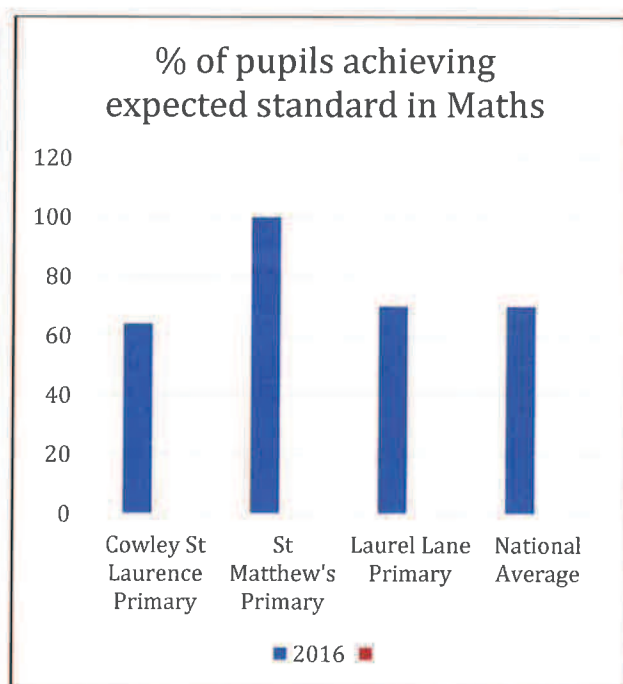 % of pupils achieving
expected standard in Maths
120
100
80
60
40
20
0
Cowley St
Laurence
Primary
St
Matthew's
Primary
Laurel Lane
Primary
National
Average
2016